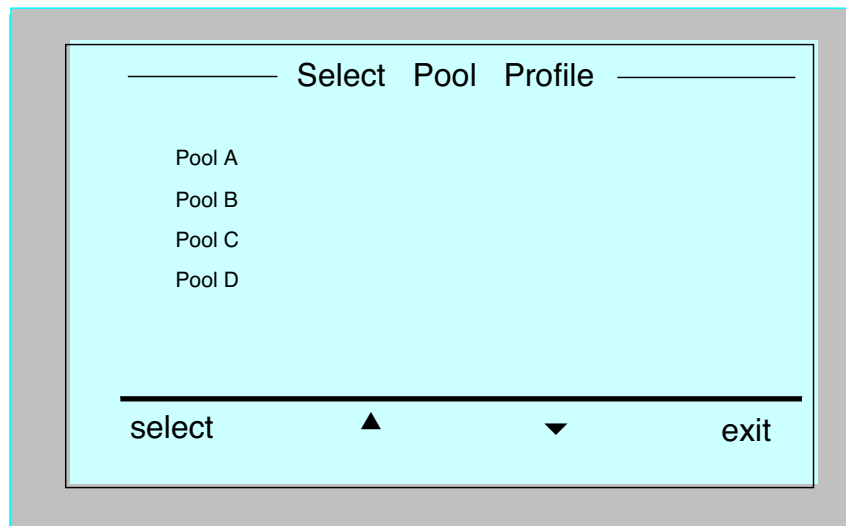 Select Pool Profile
Pool A
Pool B
Pool C
Pool D
select ▲ ▼ exit